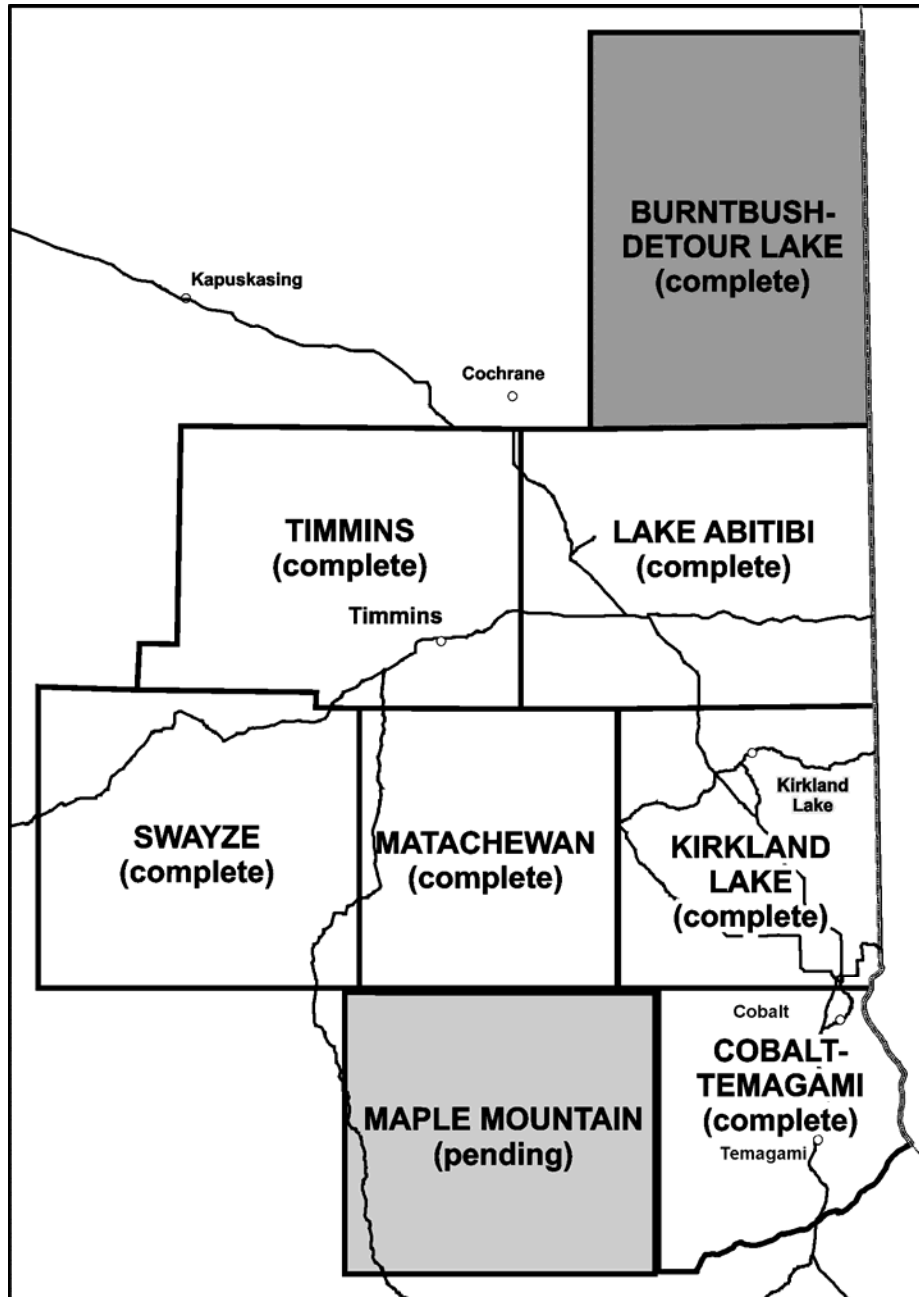 BURNTBUSH-
DETOUR LAKE
(complete)
Kapuskasing
Cochrane
TIMMINS
(complete)
LAKE ABITIBI
(complete)
Timmins
Kirkland
Lake
SWAYZE
(complete)
MATACHEWAN
(complete)
KIRKLAND
LAKE
(complete)
Cobalt
COBALT-
TEMAGAMI
(complete)
MAPLE MOUNTAIN
(pending)
Temagami